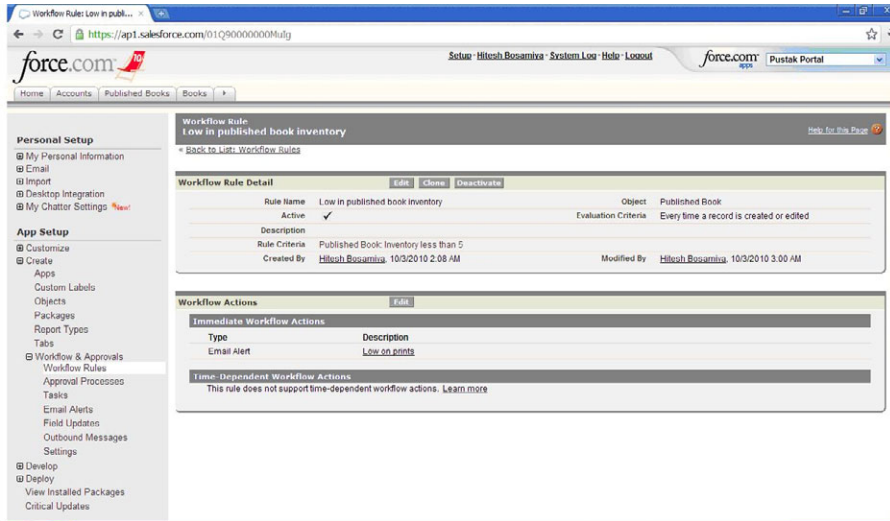 Workflow Rule: Low in publi...
https://ap1.salesforce.com/01Q90000000MuIg
force.com 10
Setup · Hitesh Bosamiya · System Log · Help · Logout
force.com apps
Pustak Portal
Home Accounts Published Books Books
Personal Setup
My Personal Information
Email
Import
Desktop Integration
My Chatter Settings New!
App Setup
Customize
Create
Apps
Custom Labels
Objects
Packages
Report Types
Tabs
Workflow & Approvals
Workflow Rules
Approval Processes
Tasks
Email Alerts
Field Updates
Outbound Messages
Settings
Develop
Deploy
View Installed Packages
Critical Updates
Workflow Rule
Low in published book inventory
Help for this Page
« Back to List: Workflow Rules
Workflow Rule Detail Edit Clone Deactivate
Rule Name Low in published book inventory Object Published Book
Active ✓ Evaluation Criteria Every time a record is created or edited
Description
Rule Criteria Published Book: Inventory less than 5
Created By Hitesh Bosamiya, 10/3/2010 2:08 AM Modified By Hitesh Bosamiya, 10/3/2010 3:00 AM
Workflow Actions Edit
Immediate Workflow Actions
Type Description
Email Alert Low on prints
Time-Dependent Workflow Actions
This rule does not support time-dependent workflow actions. Learn more